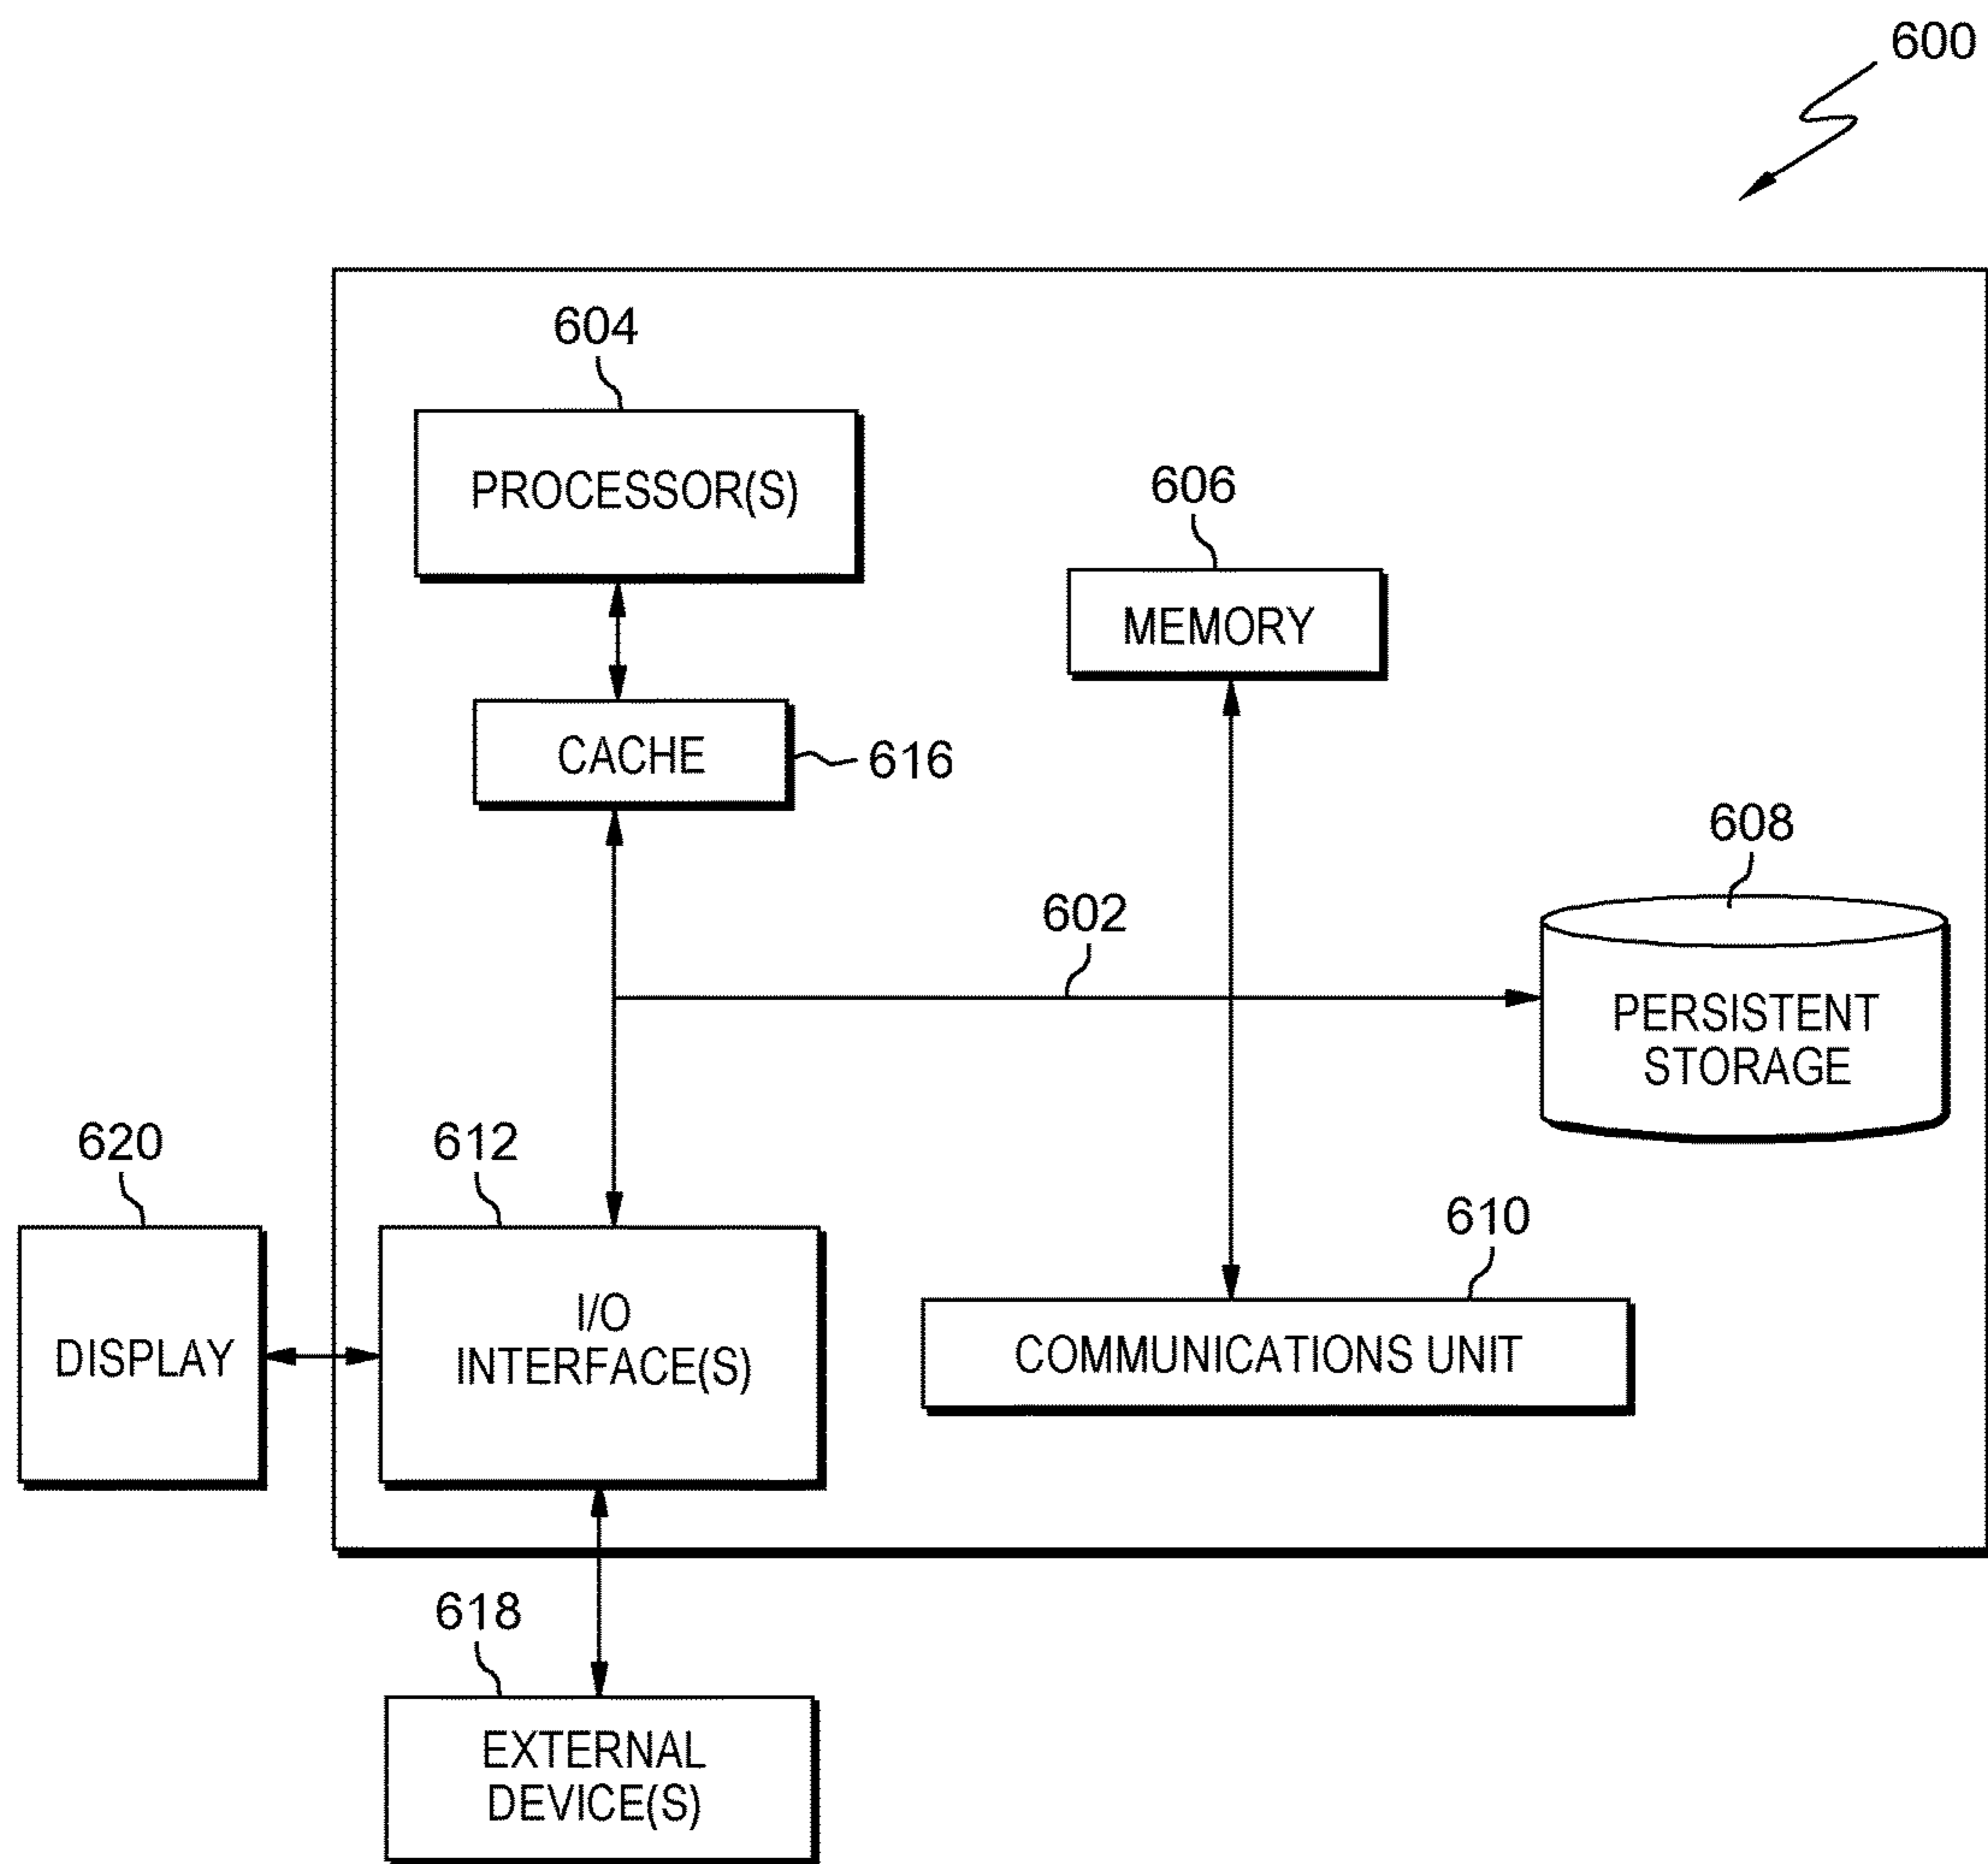 600
604
PROCESSOR(S)
606
MEMORY
CACHE
616
608
602
PERSISTENT
STORAGE
620
612
610
DISPLAY
I/O
INTERFACE(S)
COMMUNICATIONS UNIT
618
EXTERNAL
DEVICE(S)